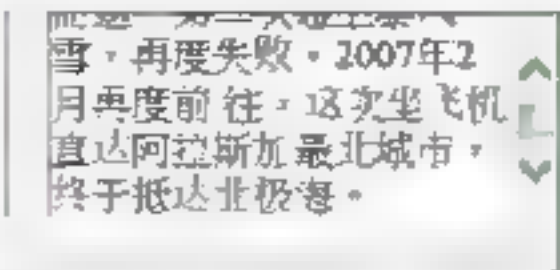 雪，再度失败。2007年2
月再度前往，这次坐飞机
直达阿拉斯加最北城市，
终于抵达北极海。